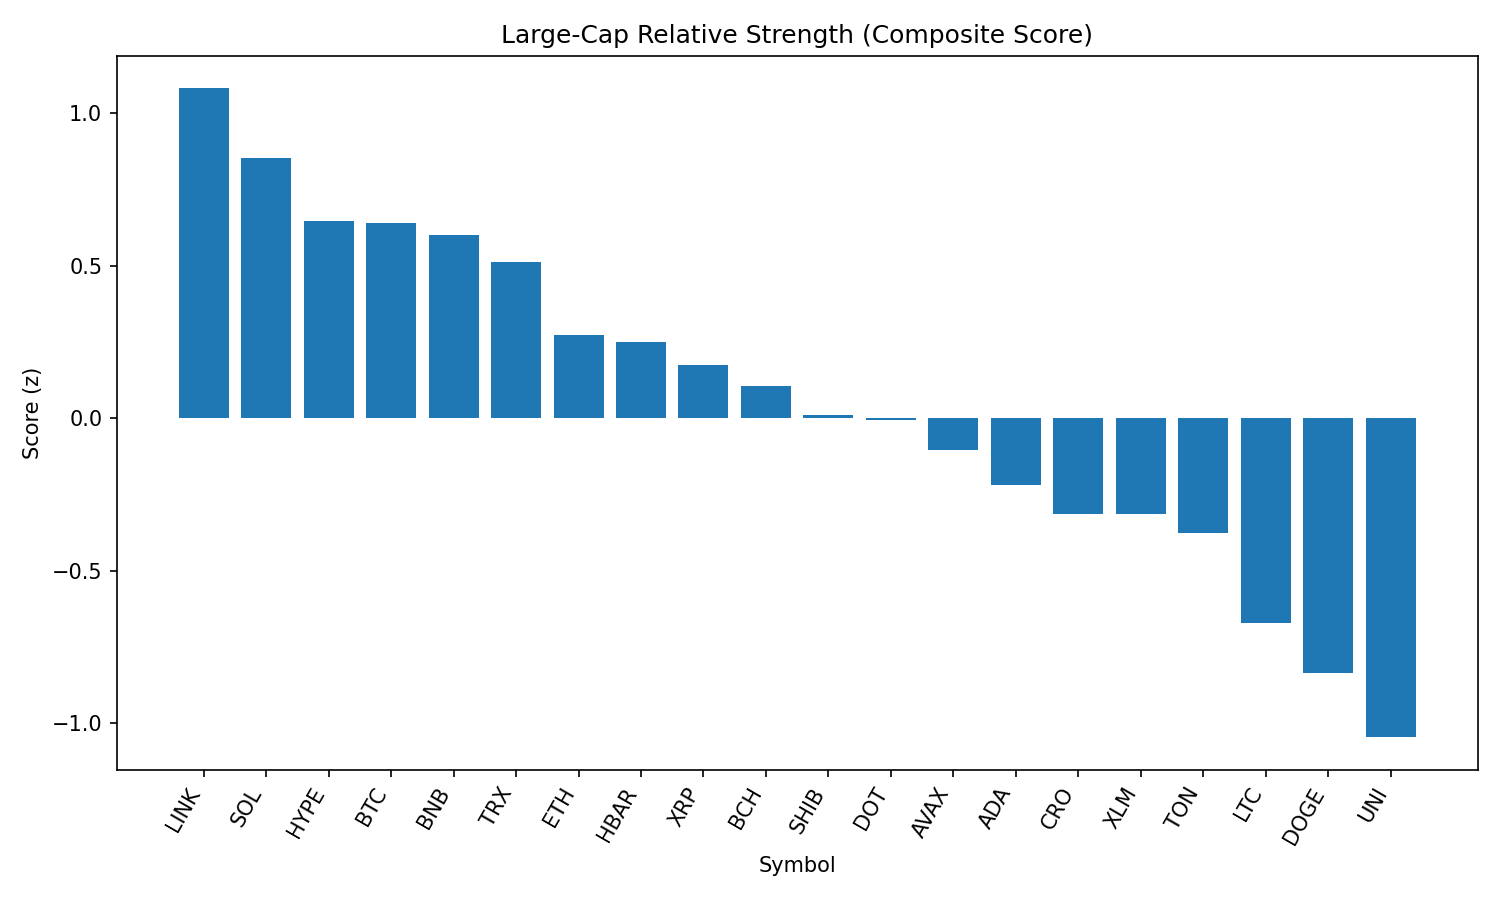 Large-Cap Relative Strength (Composite Score)
1.0
0.5
0.0
−0.5
−1.0
Score (z)
LINK
SOL
HYPE
BTC
BNB
TRX
ETH
HBAR
XRP
BCH
SHIB
DOT
AVAX
ADA
CRO
XLM
TON
LTC
DOGE
UNI
Symbol